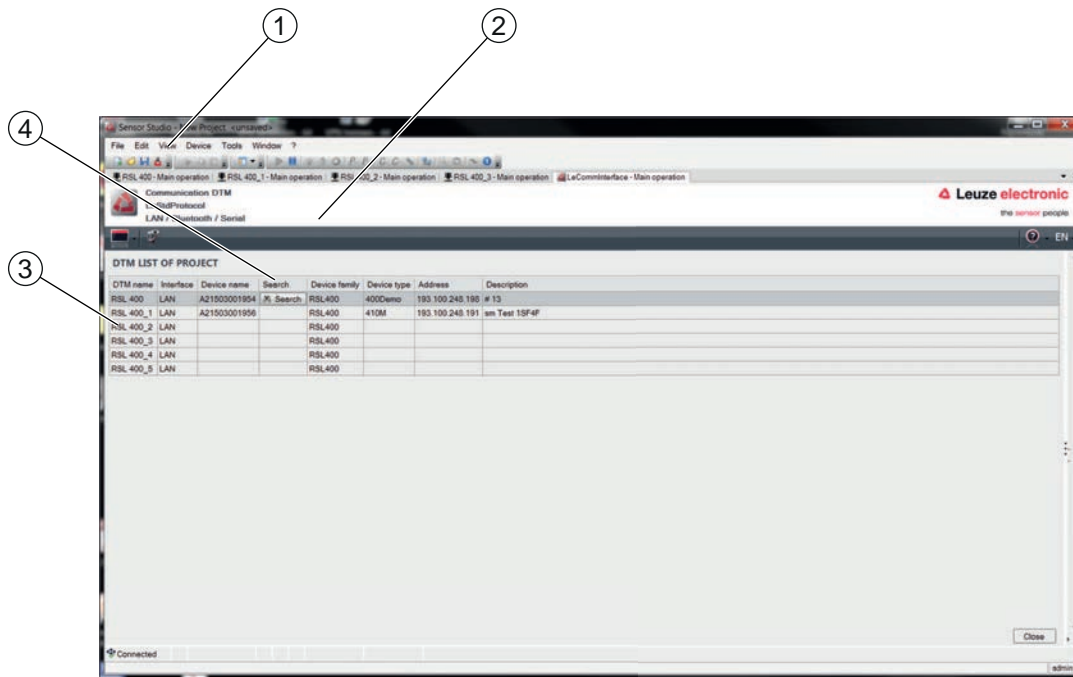 1
2
4
3
Sensor Studio - New Project <unsaved>
File Edit View Device Tools Window ?
RSL 400 - Main operation RSL 400_1 - Main operation RSL 400_2 - Main operation RSL 400_3 - Main operation LeCommInterface - Main operation
Communication DTM
LAN / Bluetooth / Serial
Leuze electronic
the sensor people
EN
DTM LIST OF PROJECT
DTM name Interface Device name Search Device family Device type Address Description
RSL 400 LAN A21503001954 Search RSL400 400Demo 193.100.248.198 # 13
RSL 400_1 LAN A21503001956 RSL400 410M 193.100.248.191 sm Test 1SF4F
RSL 400_2 LAN RSL400
RSL 400_3 LAN RSL400
RSL 400_4 LAN RSL400
RSL 400_5 LAN RSL400
Close
Connected
admin